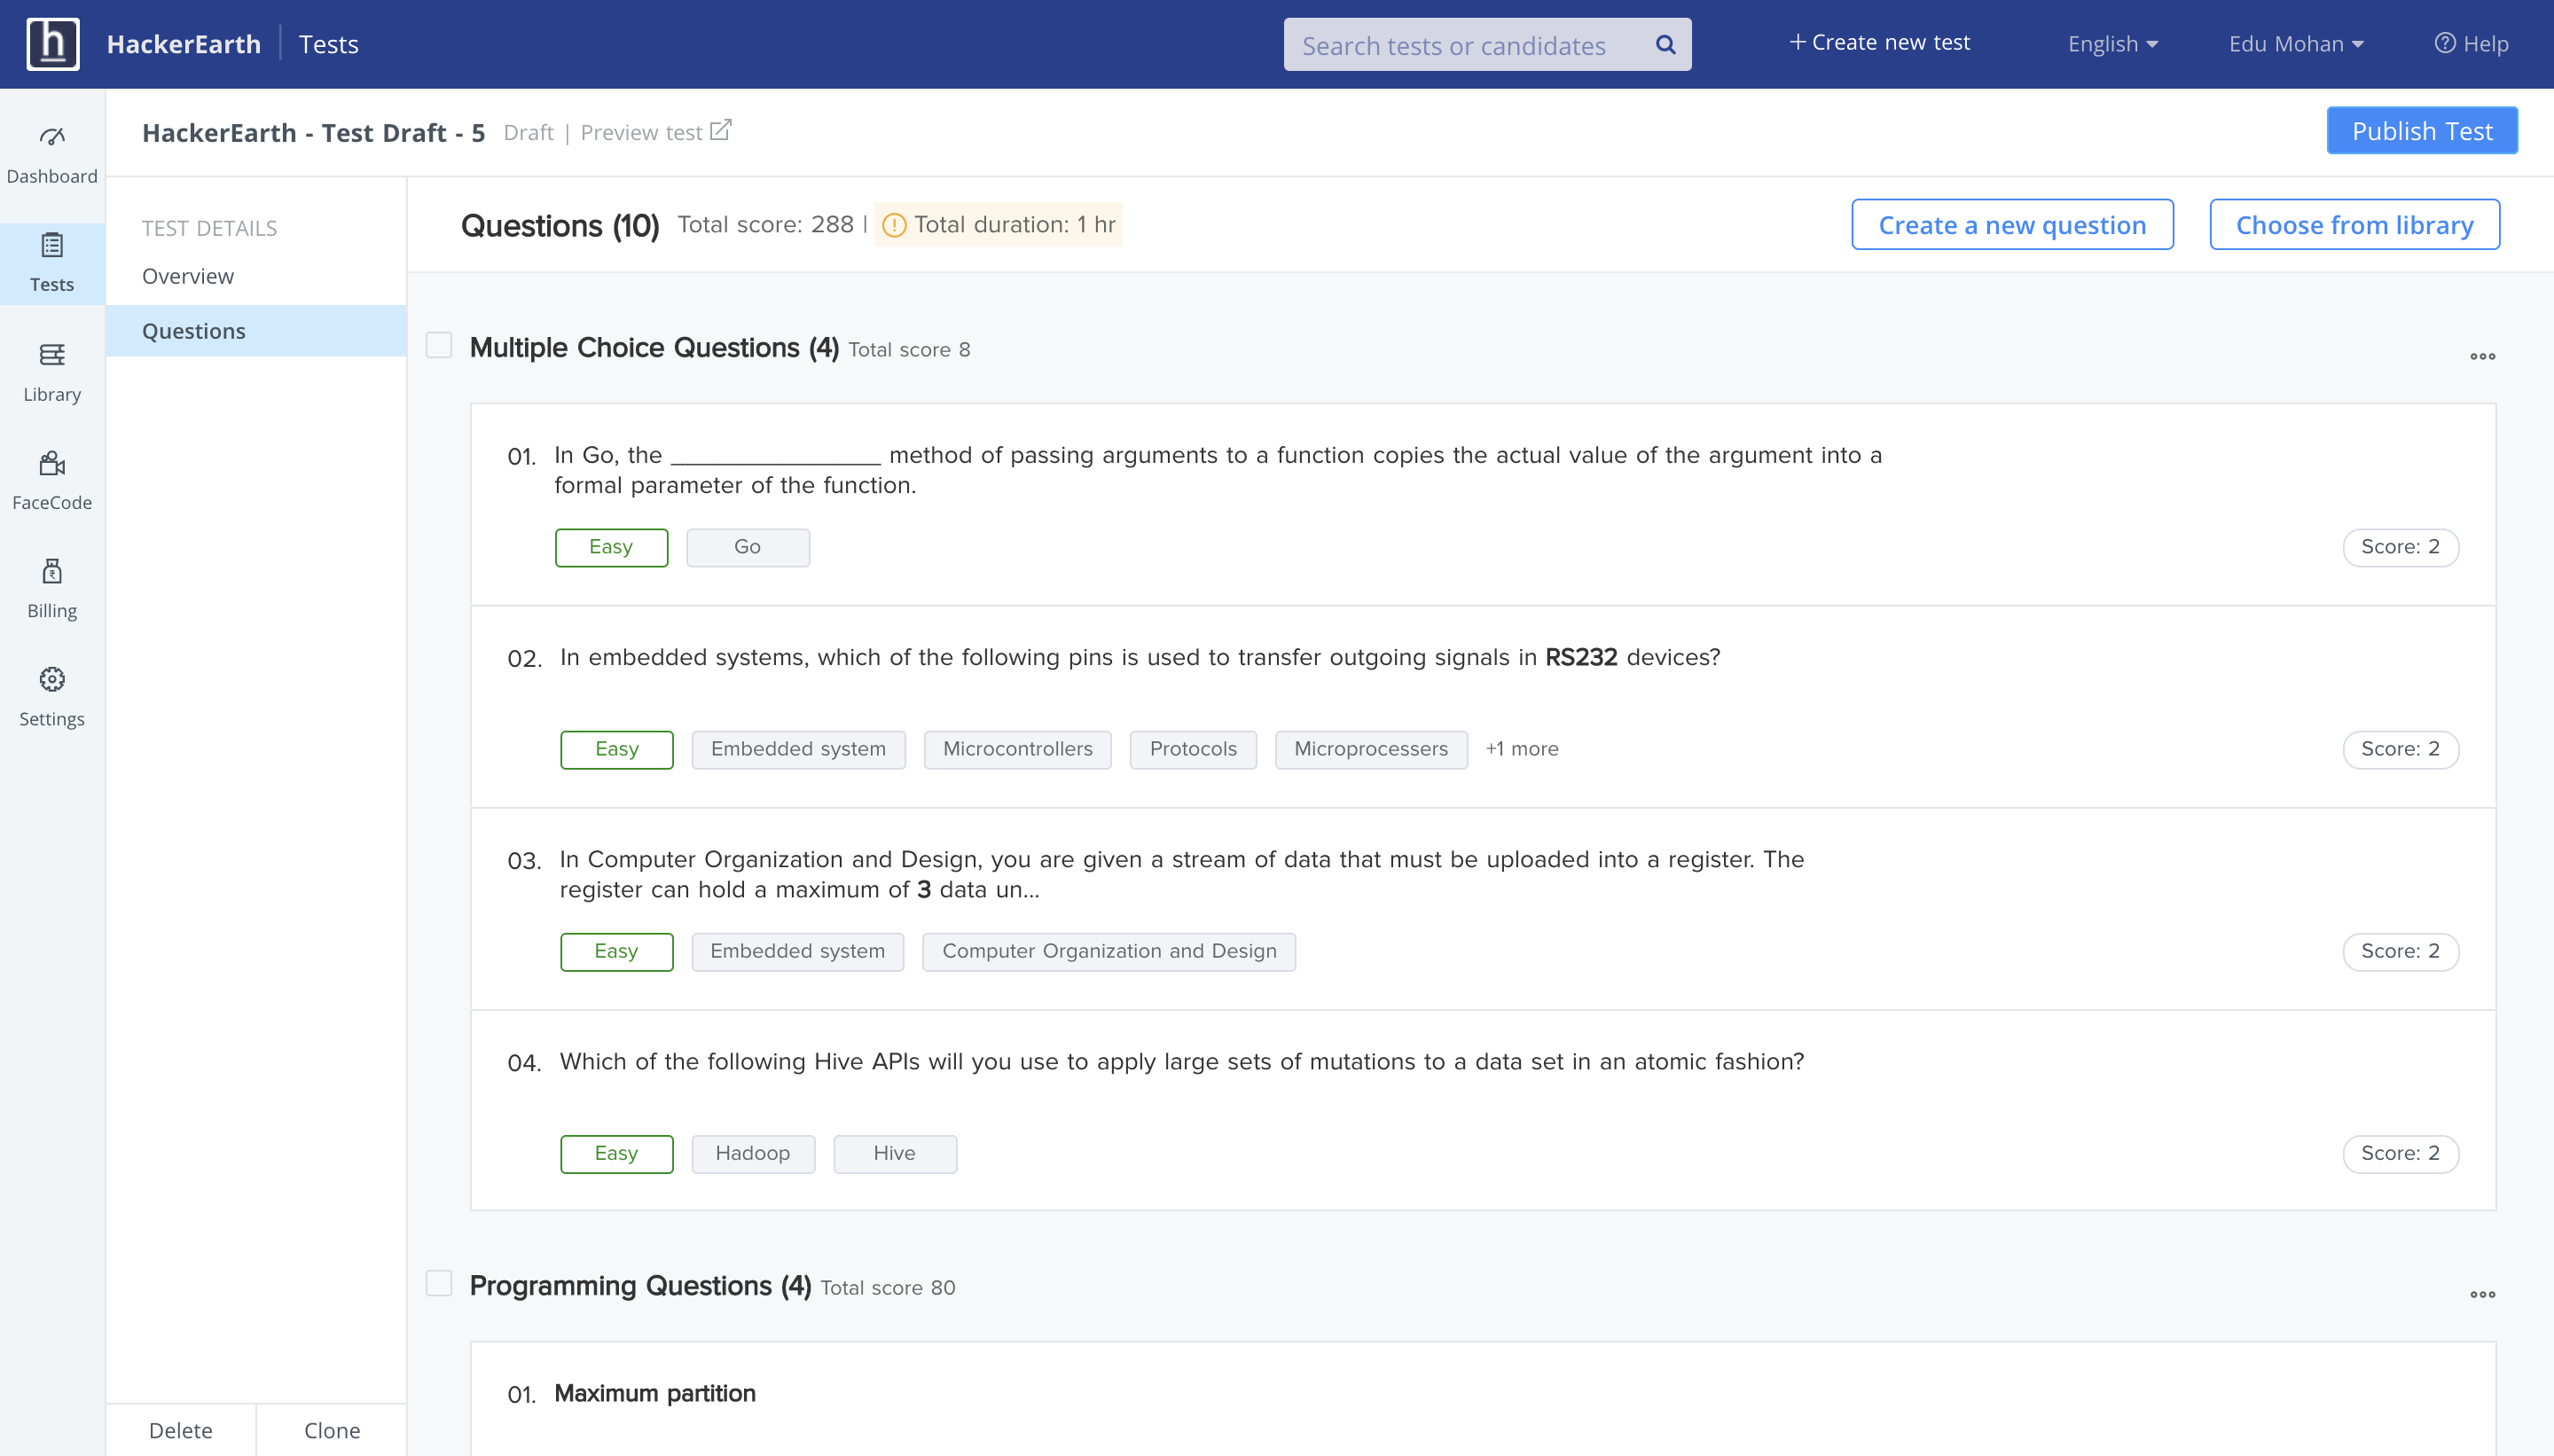 h HackerEarth Tests Search tests or candidates + Create new test English Edu Mohan Help
HackerEarth - Test Draft - 5 Draft | Preview test Publish Test
Dashboard
Tests
Library
FaceCode
Billing
Settings
TEST DETAILS
Overview
Questions
Delete Clone
Questions (10) Total score: 288 | Total duration: 1 hr Create a new question Choose from library
Multiple Choice Questions (4) Total score 8
01. In Go, the ________________ method of passing arguments to a function copies the actual value of the argument into a
formal parameter of the function.
Easy Go Score: 2
02. In embedded systems, which of the following pins is used to transfer outgoing signals in RS232 devices?
Easy Embedded system Microcontrollers Protocols Microprocessers +1 more Score: 2
03. In Computer Organization and Design, you are given a stream of data that must be uploaded into a register. The
register can hold a maximum of 3 data un...
Easy Embedded system Computer Organization and Design Score: 2
04. Which of the following Hive APIs will you use to apply large sets of mutations to a data set in an atomic fashion?
Easy Hadoop Hive Score: 2
Programming Questions (4) Total score 80
01. Maximum partition